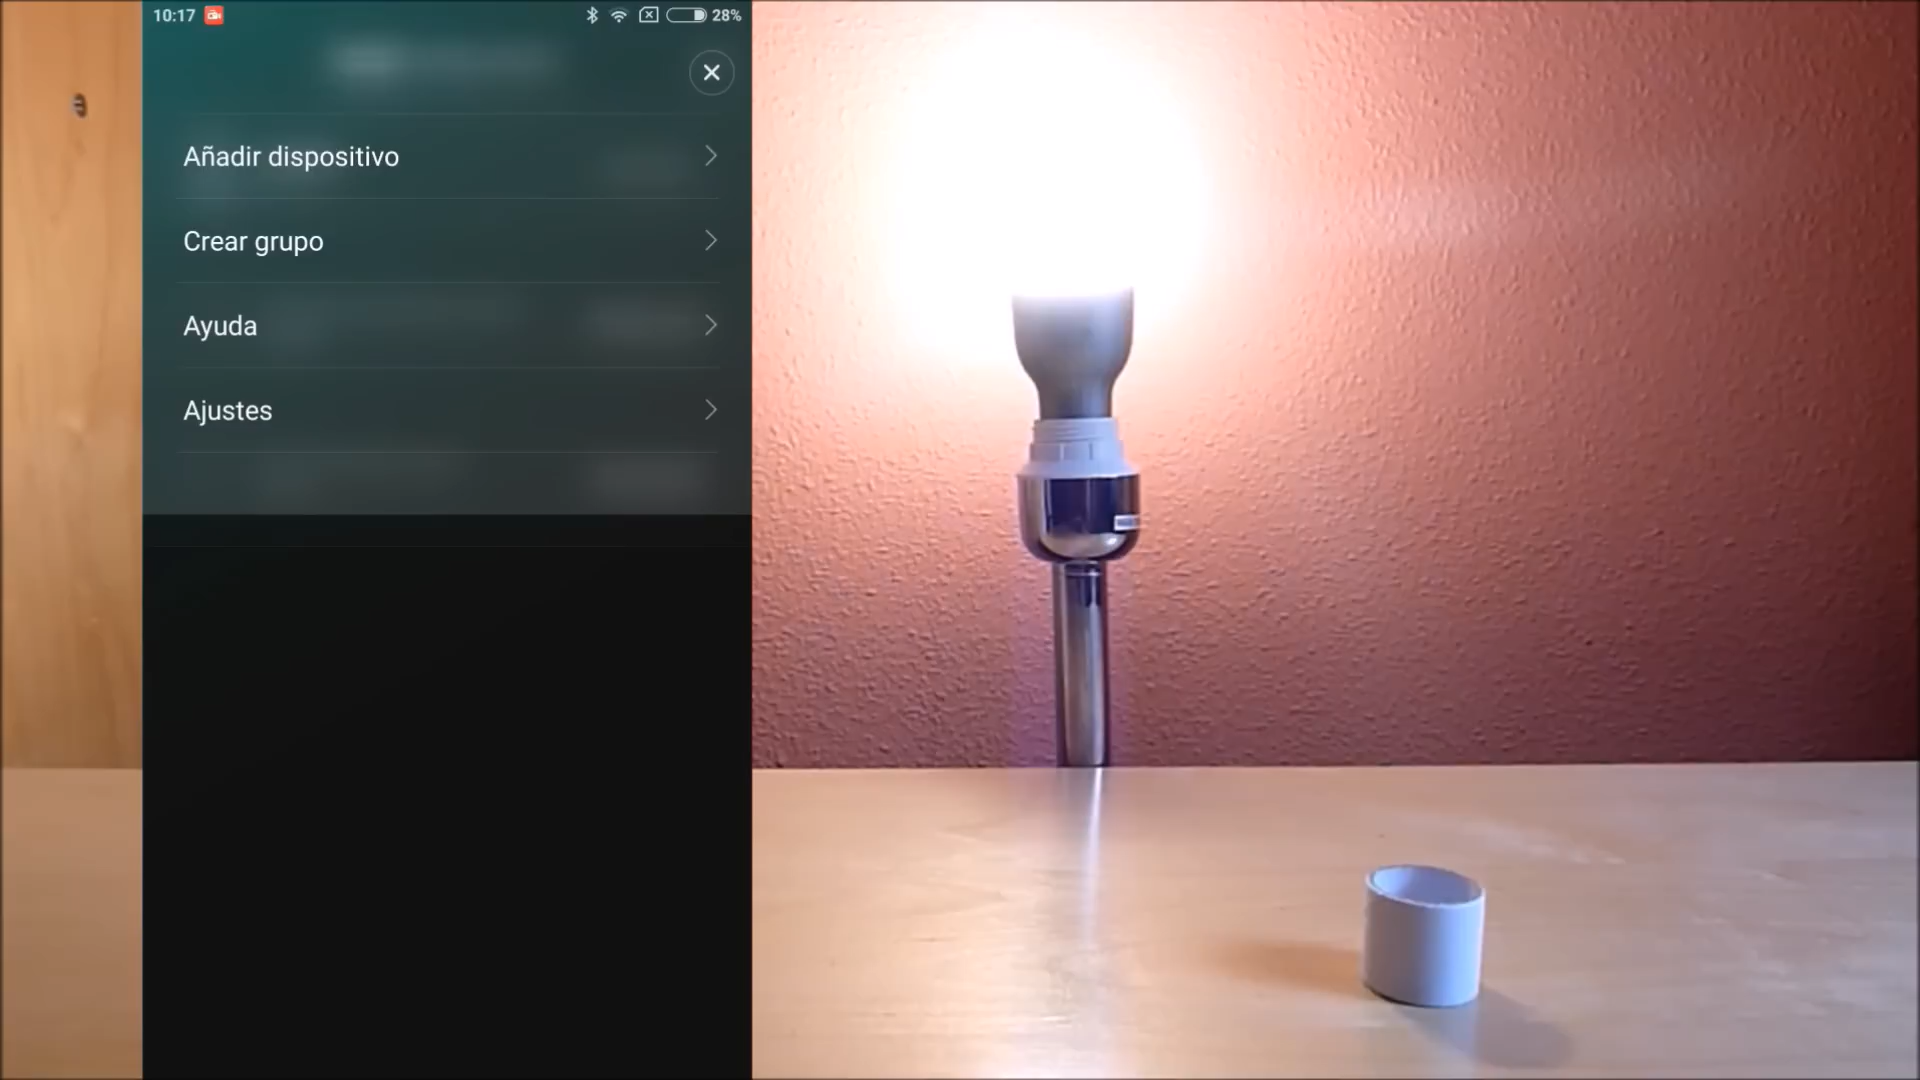 10:17
28%
Añadir dispositivo
Crear grupo
Ayuda
Ajustes